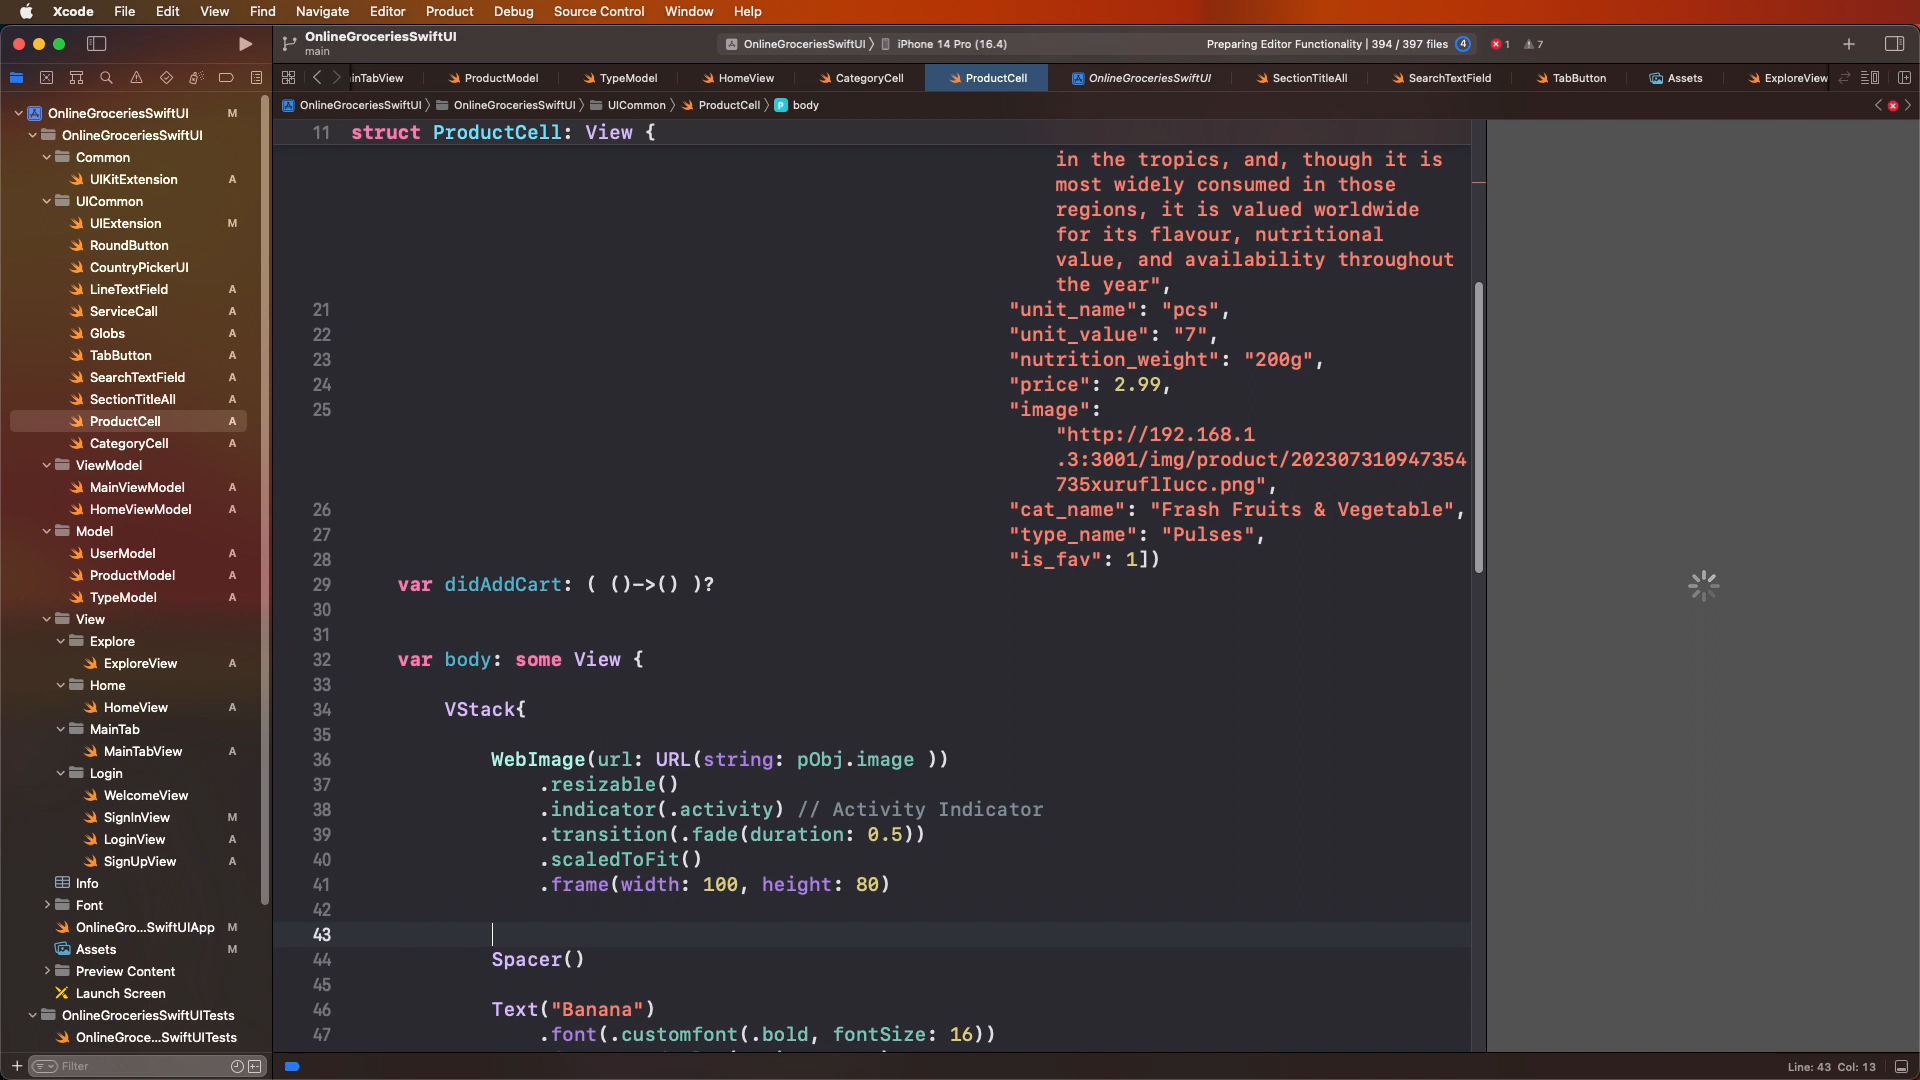 Xcode File Edit View Find Navigate Editor Product Debug Source Control Window Help
OnlineGroceriesSwiftUI
main
OnlineGroceriesSwiftUI iPhone 14 Pro (16.4)
Preparing Editor Functionality | 394 / 397 files 4 1 7
inTabView ProductModel TypeModel HomeView CategoryCell ProductCell OnlineGroceriesSwiftUI SectionTitleAll SearchTextField TabButton Assets ExploreView
OnlineGroceriesSwiftUI OnlineGroceriesSwiftUI UICommon ProductCell P body
OnlineGroceriesSwiftUI M
OnlineGroceriesSwiftUI
Common
UIKitExtension A
UICommon
UIExtension M
RoundButton
CountryPickerUI
LineTextField A
ServiceCall A
Globs A
TabButton A
SearchTextField A
SectionTitleAll A
ProductCell A
CategoryCell A
ViewModel
MainViewModel A
HomeViewModel A
Model
UserModel A
ProductModel A
TypeModel A
View
Explore
ExploreView A
Home
HomeView A
MainTab
MainTabView A
Login
WelcomeView
SignInView M
LoginView A
SignUpView A
Info
Font
OnlineGro...SwiftUIApp M
Assets M
Preview Content
Launch Screen
OnlineGroceriesSwiftUITests
OnlineGroce...SwiftUITests
Filter
11 struct ProductCell: View {
in the tropics, and, though it is
most widely consumed in those
regions, it is valued worldwide
for its flavour, nutritional
value, and availability throughout
the year",
21 "unit_name": "pcs",
22 "unit_value": "7",
23 "nutrition_weight": "200g",
24 "price": 2.99,
25 "image":
"http://192.168.1
.3:3001/img/product/202307310947354
735xuruflIucc.png",
26 "cat_name": "Frash Fruits & Vegetable",
27 "type_name": "Pulses",
28 "is_fav": 1])
29 var didAddCart: ( ()->() )?
30
31
32 var body: some View {
33
34 VStack{
35
36 WebImage(url: URL(string: pObj.image ))
37 .resizable()
38 .indicator(.activity) // Activity Indicator
39 .transition(.fade(duration: 0.5))
40 .scaledToFit()
41 .frame(width: 100, height: 80)
42
43
44 Spacer()
45
46 Text("Banana")
47 .font(.customfont(.bold, fontSize: 16))
Line: 43 Col: 13